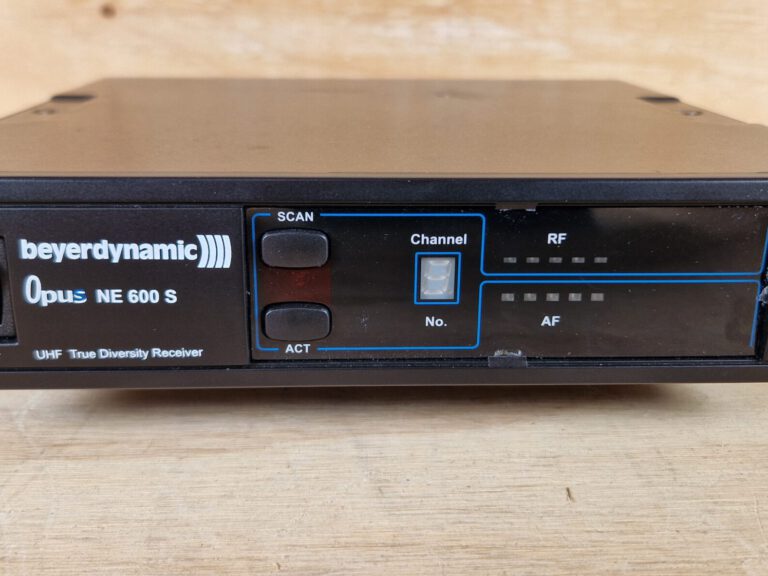 beyerdynamic
Opus NE 600 S
UHF True Diversity Receiver
SCAN
ACT
Channel
No.
RF
AF